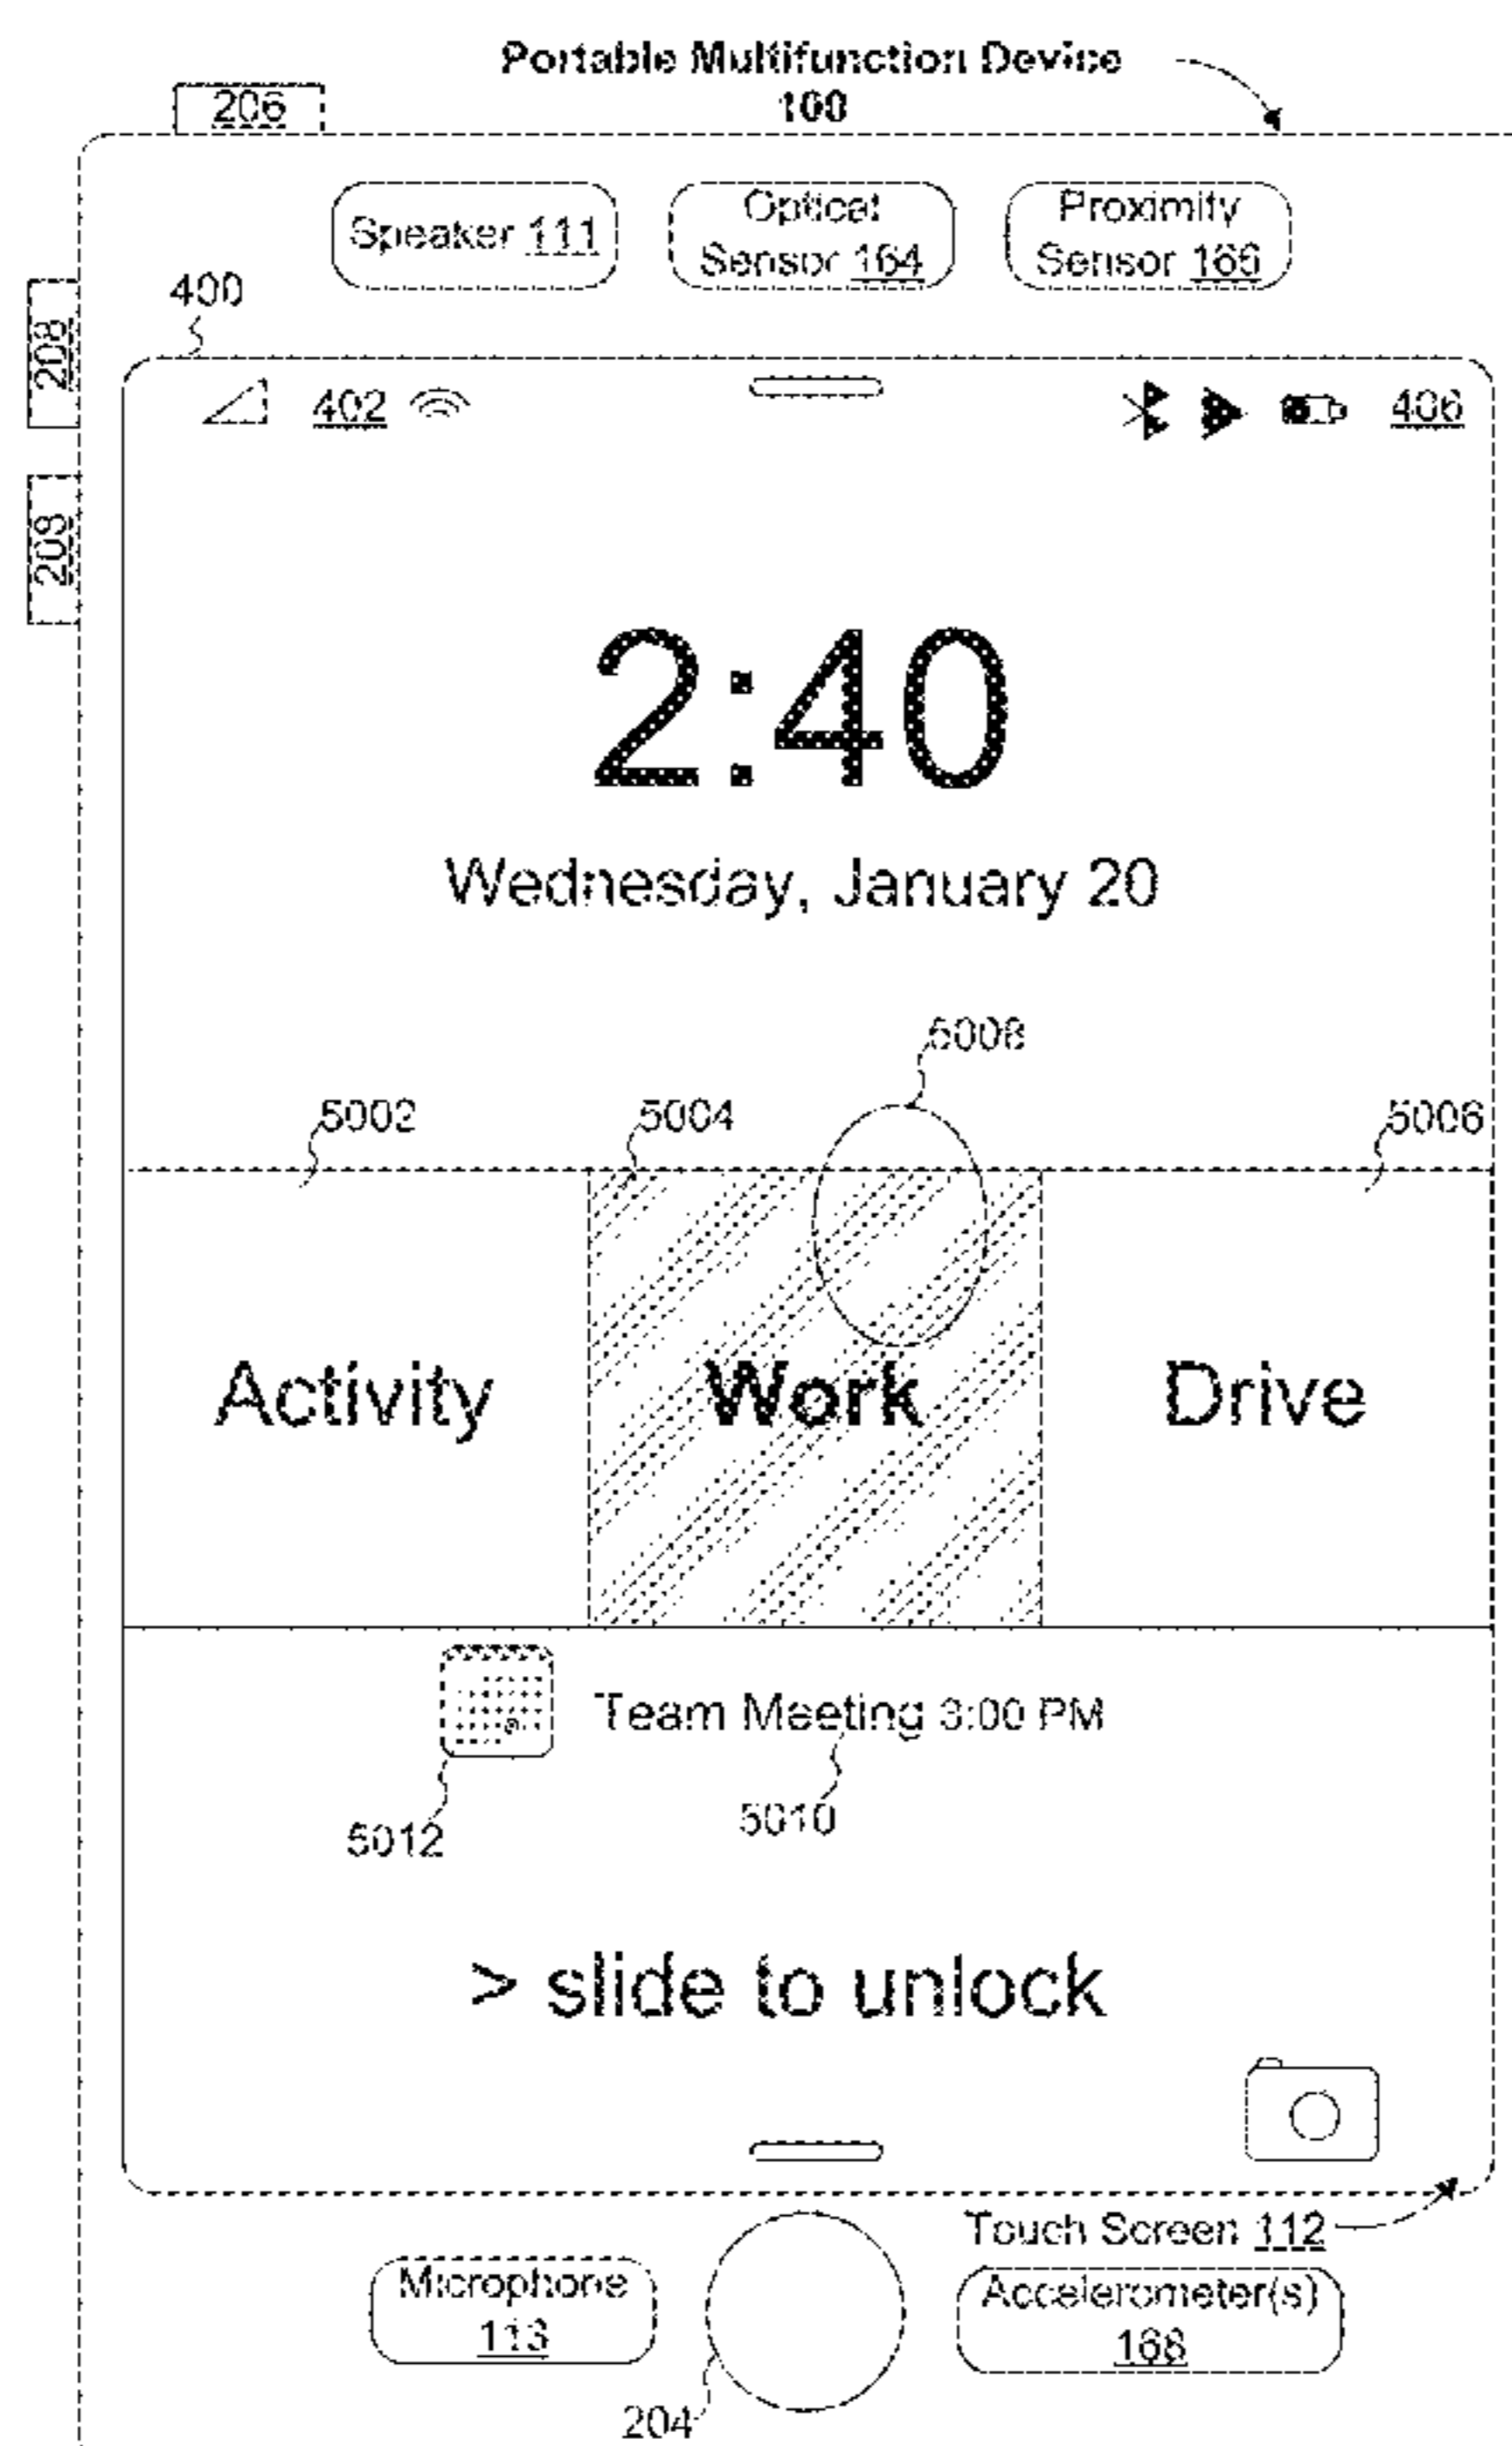 Portable Multifunction Device
100
206
Speaker 111
Optical
Sensor 164
Proximity
Sensor 166
400
208
208
402
406
2:40
Wednesday, January 20
5008
5002
5004
5006
Activity
Work
Drive
Team Meeting 3:00 PM
5012
5010
> slide to unlock
Touch Screen 112
Microphone
113
Accelerometer(s)
168
204